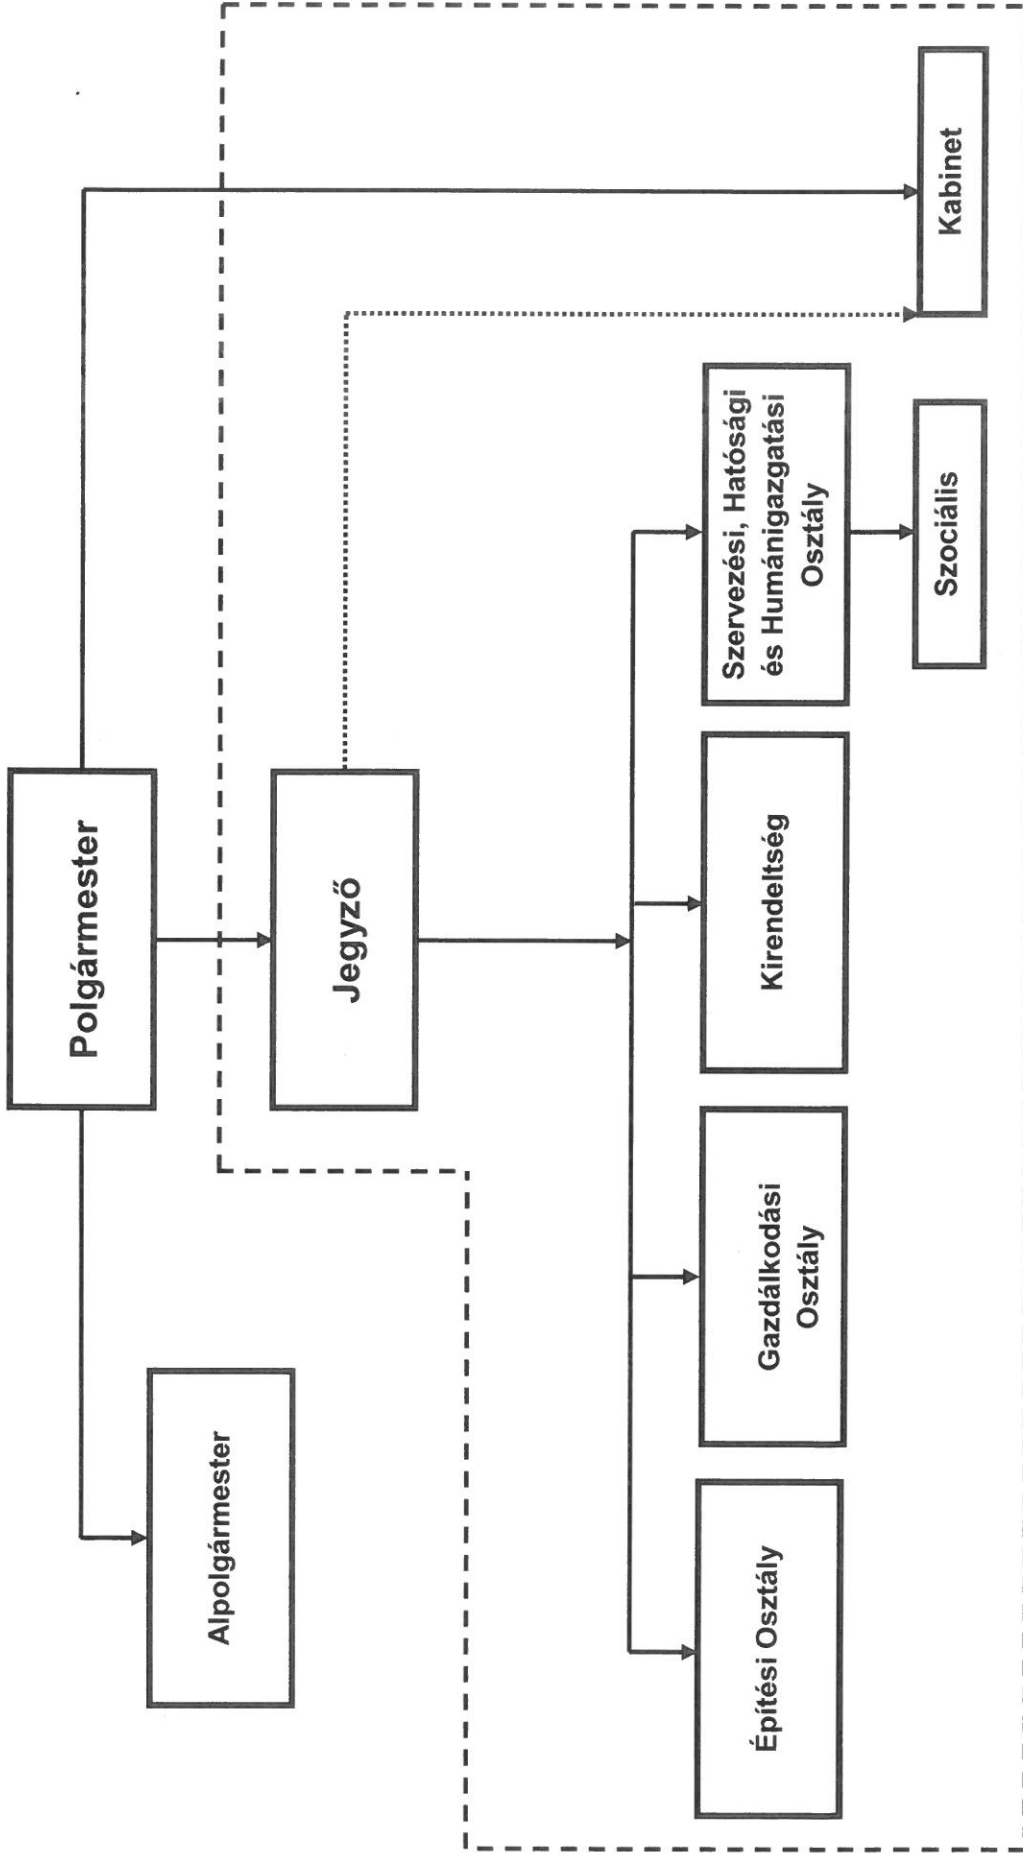 Polgármester
Alpolgármester
Jegyző
Építési Osztály
Gazdálkodási
Osztály
Kirendeltség
Szervezési, Hatósági
és Humánigazgatási
Osztály
Szociális
Kabinet